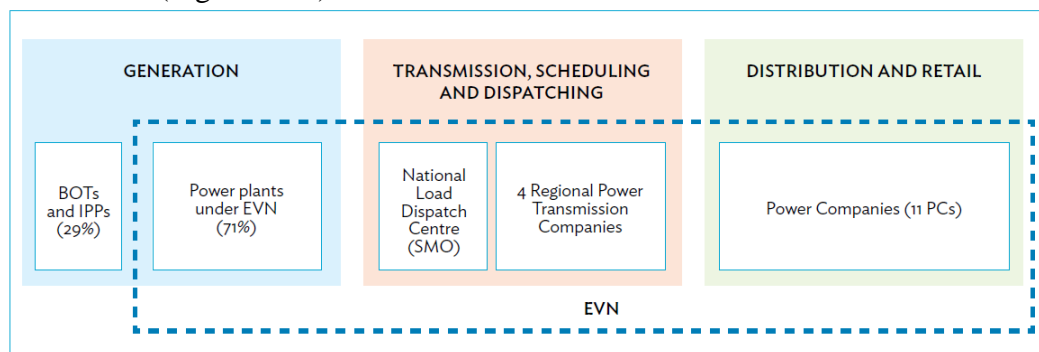 GENERATION
TRANSMISSION, SCHEDULING
AND DISPATCHING
DISTRIBUTION AND RETAIL
BOTs
and IPPs
(29%)
Power plants
under EVN
(71%)
National
Load
Dispatch
Centre
(SMO)
4 Regional Power
Transmission
Companies
Power Companies (11 PCs)
EVN